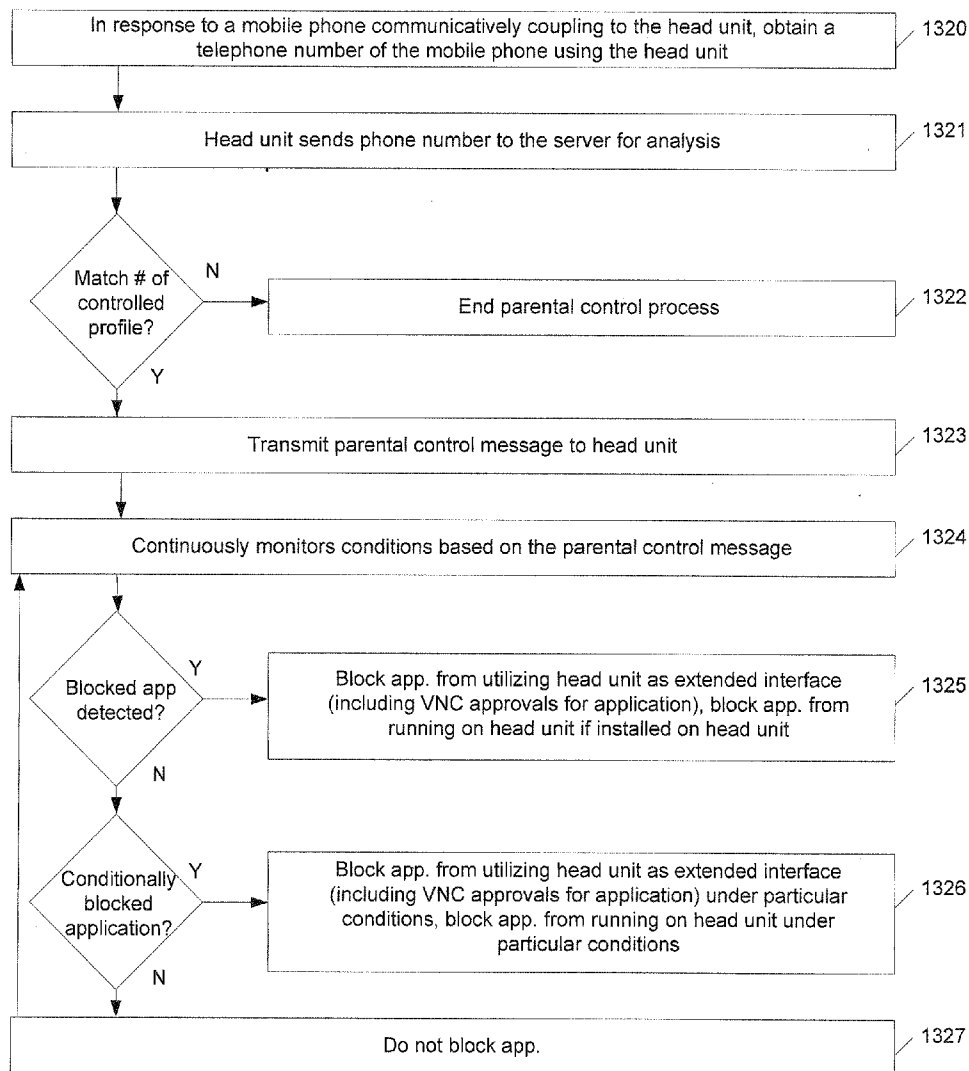 In response to a mobile phone communicatively coupling to the head unit, obtain a
telephone number of the mobile phone using the head unit
1320
Head unit sends phone number to the server for analysis
1321
Match # of
controlled
profile?
N
End parental control process
1322
Y
Transmit parental control message to head unit
1323
Continuously monitors conditions based on the parental control message
1324
Blocked app
detected?
Y
Block app. from utilizing head unit as extended interface
(including VNC approvals for application), block app. from
running on head unit if installed on head unit
1325
N
Conditionally
blocked
application?
Y
Block app. from utilizing head unit as extended interface
(including VNC approvals for application) under particular
conditions, block app. from running on head unit under
particular conditions
1326
N
Do not block app.
1327